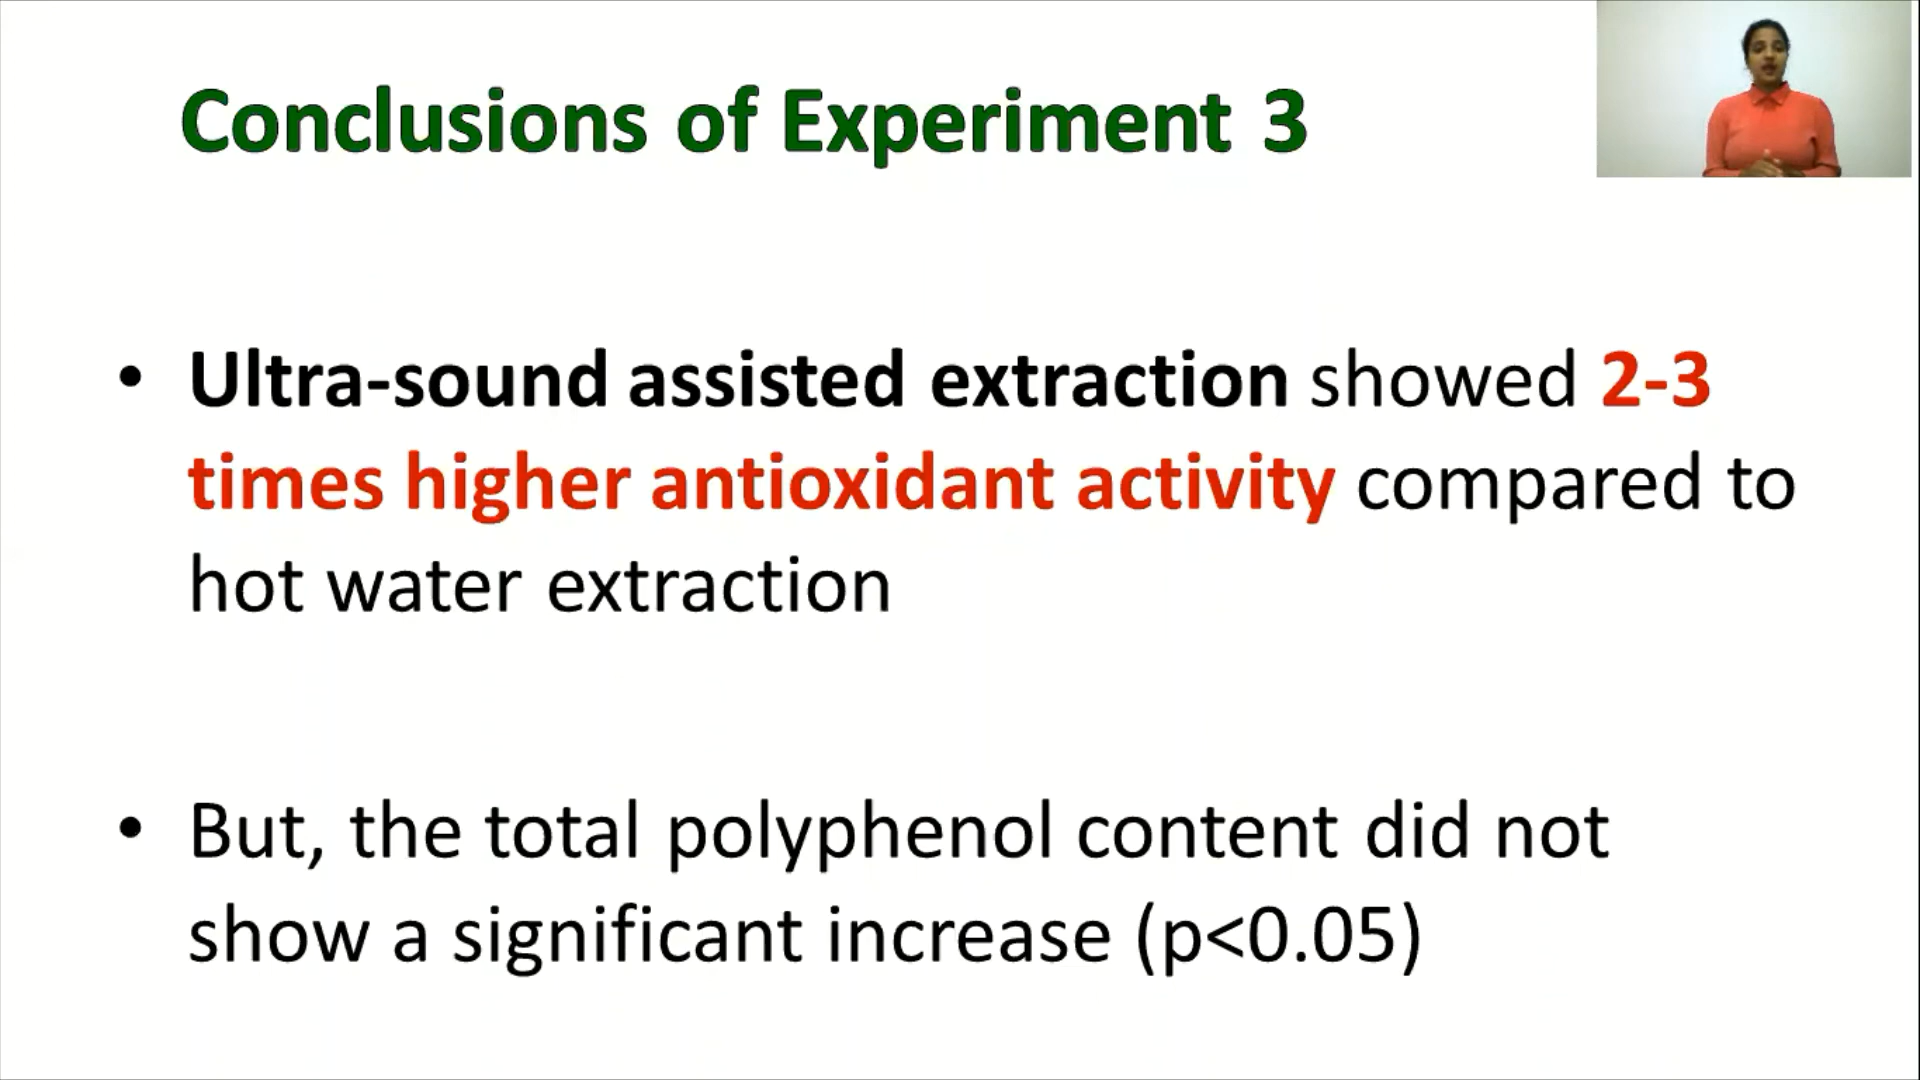 Conclusions of Experiment 3
• Ultra-sound assisted extraction showed 2-3
times higher antioxidant activity compared to
hot water extraction
• But, the total polyphenol content did not
show a significant increase (p<0.05)